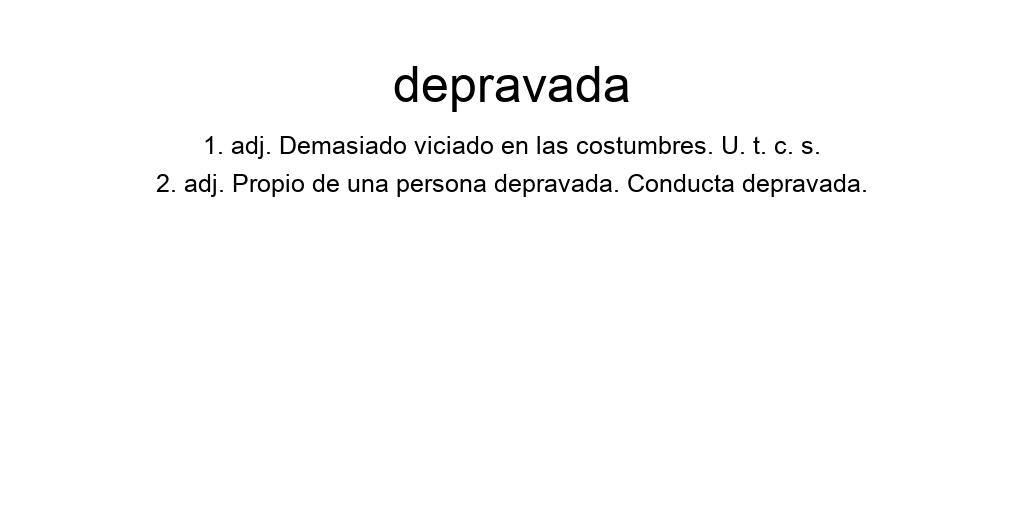 depravada
1. adj. Demasiado viciado en las costumbres. U. t. c. s.
2. adj. Propio de una persona depravada. Conducta depravada.